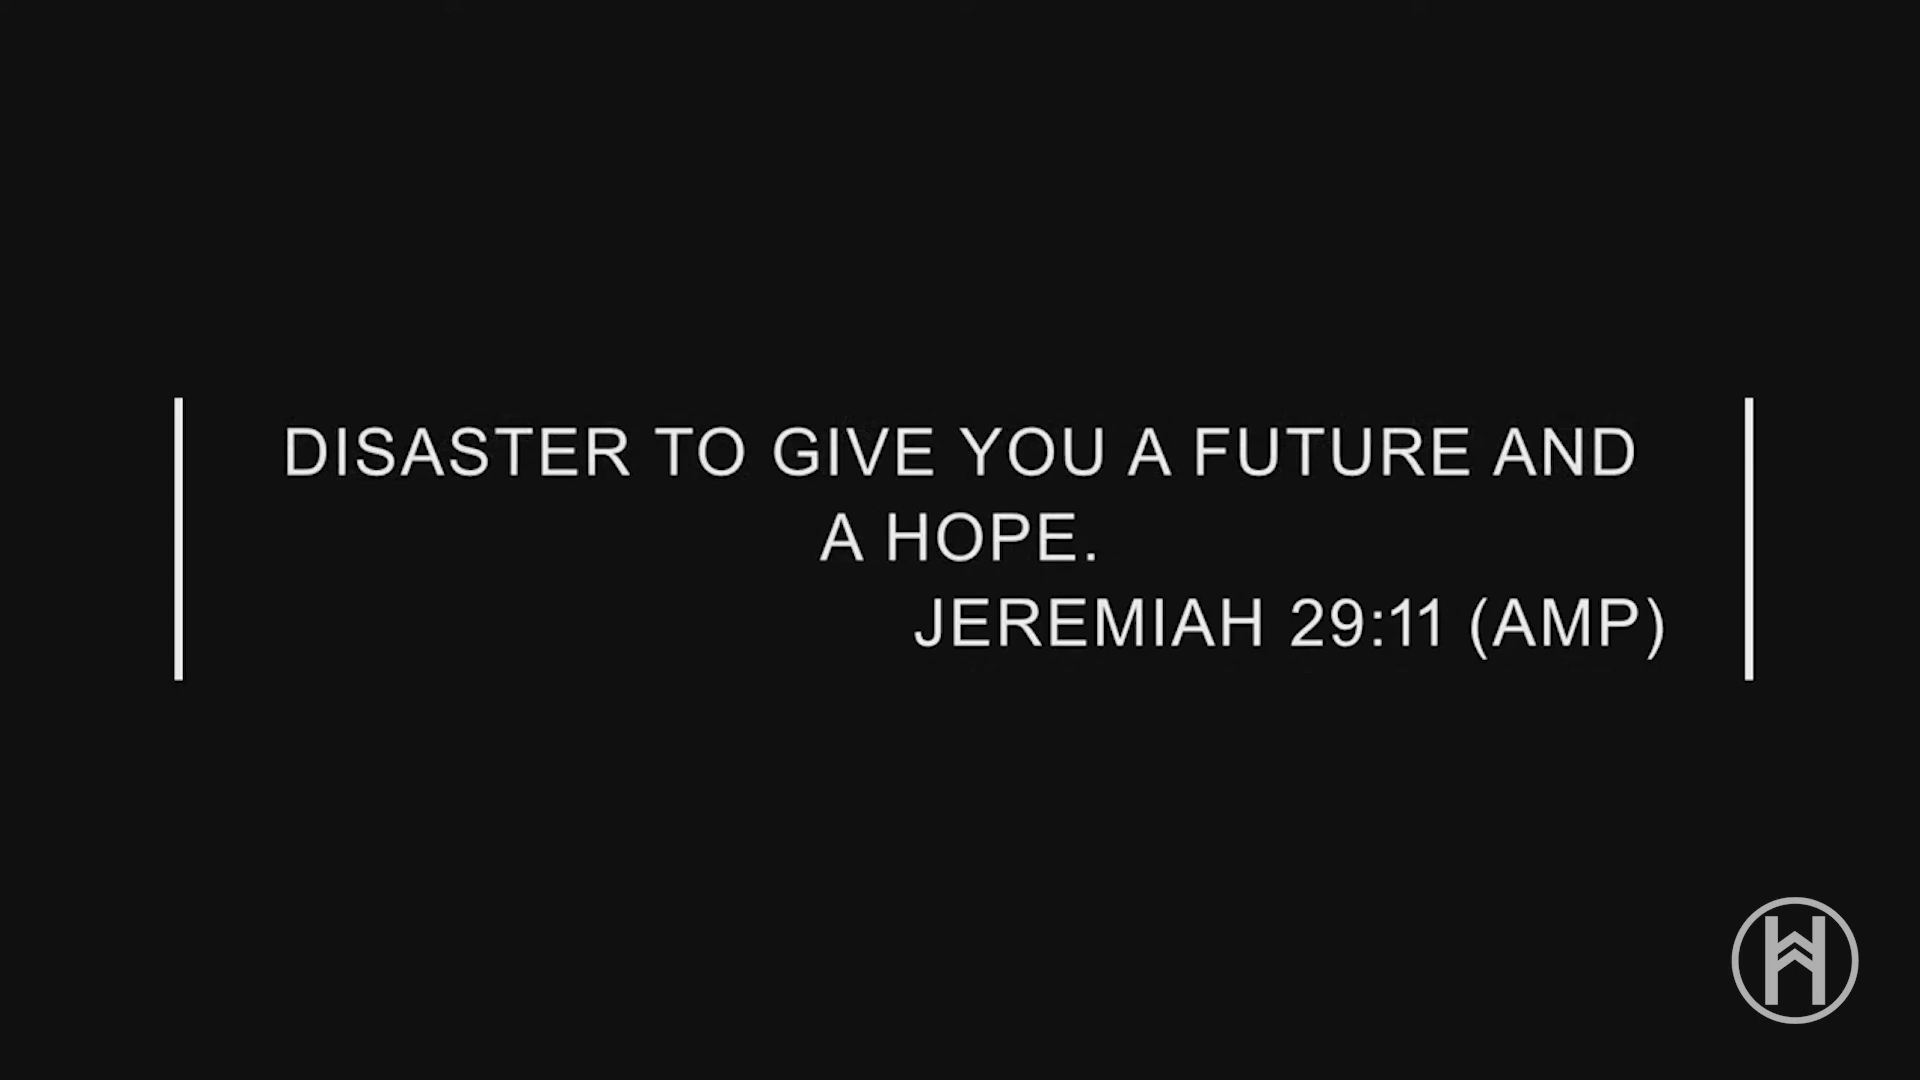 DISASTER TO GIVE YOU A FUTURE AND
A HOPE.
JEREMIAH 29:11 (AMP)